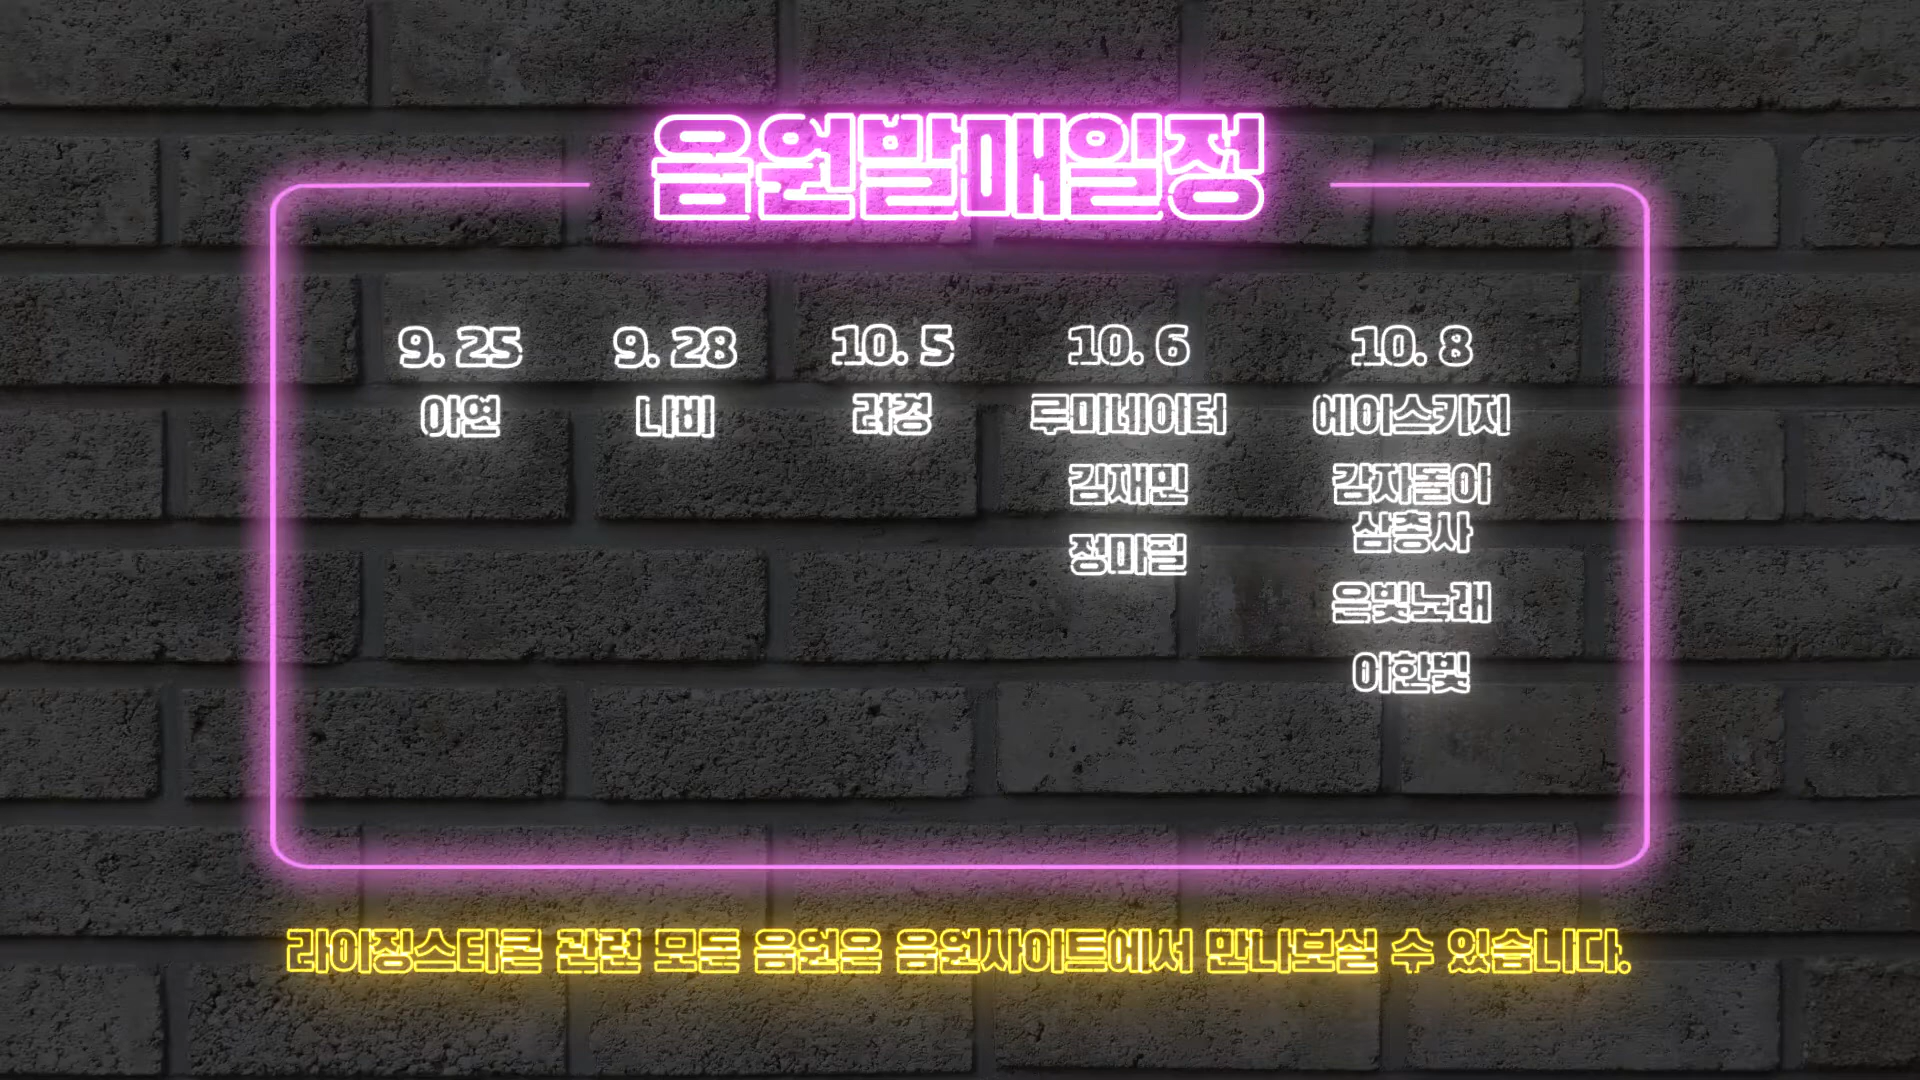 음원발매일정
9. 25
아연
9. 28
나비
10. 5
랴경
10. 6
루미네이터
김재민
정마필
10. 8
에이스키지
감자돌이
삼총사
은빛노래
이한빛
라이징스타콘 관련 모든 음원은 음원사이트에서 만나보실 수 있습니다.